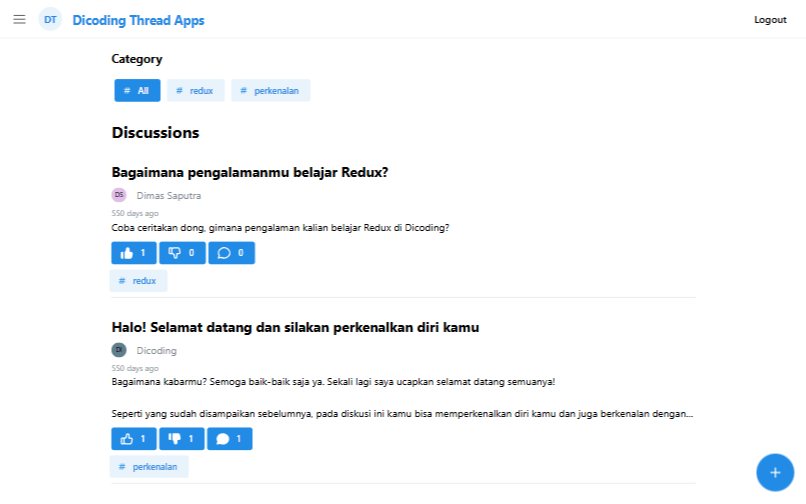 DT Dicoding Thread Apps Logout
Category
# All # redux # perkenalan
Discussions
Bagaimana pengalamanmu belajar Redux?
DS Dimas Saputra
550 days ago
Coba ceritakan dong, gimana pengalaman kalian belajar Redux di Dicoding?
1 0 0
# redux
Halo! Selamat datang dan silakan perkenalkan diri kamu
DI Dicoding
550 days ago
Bagaimana kabarmu? Semoga baik-baik saja ya. Sekali lagi saya ucapkan selamat datang semuanya!
Seperti yang sudah disampaikan sebelumnya, pada diskusi ini kamu bisa memperkenalkan diri kamu dan juga berkenalan dengan...
1 1 1
# perkenalan
+